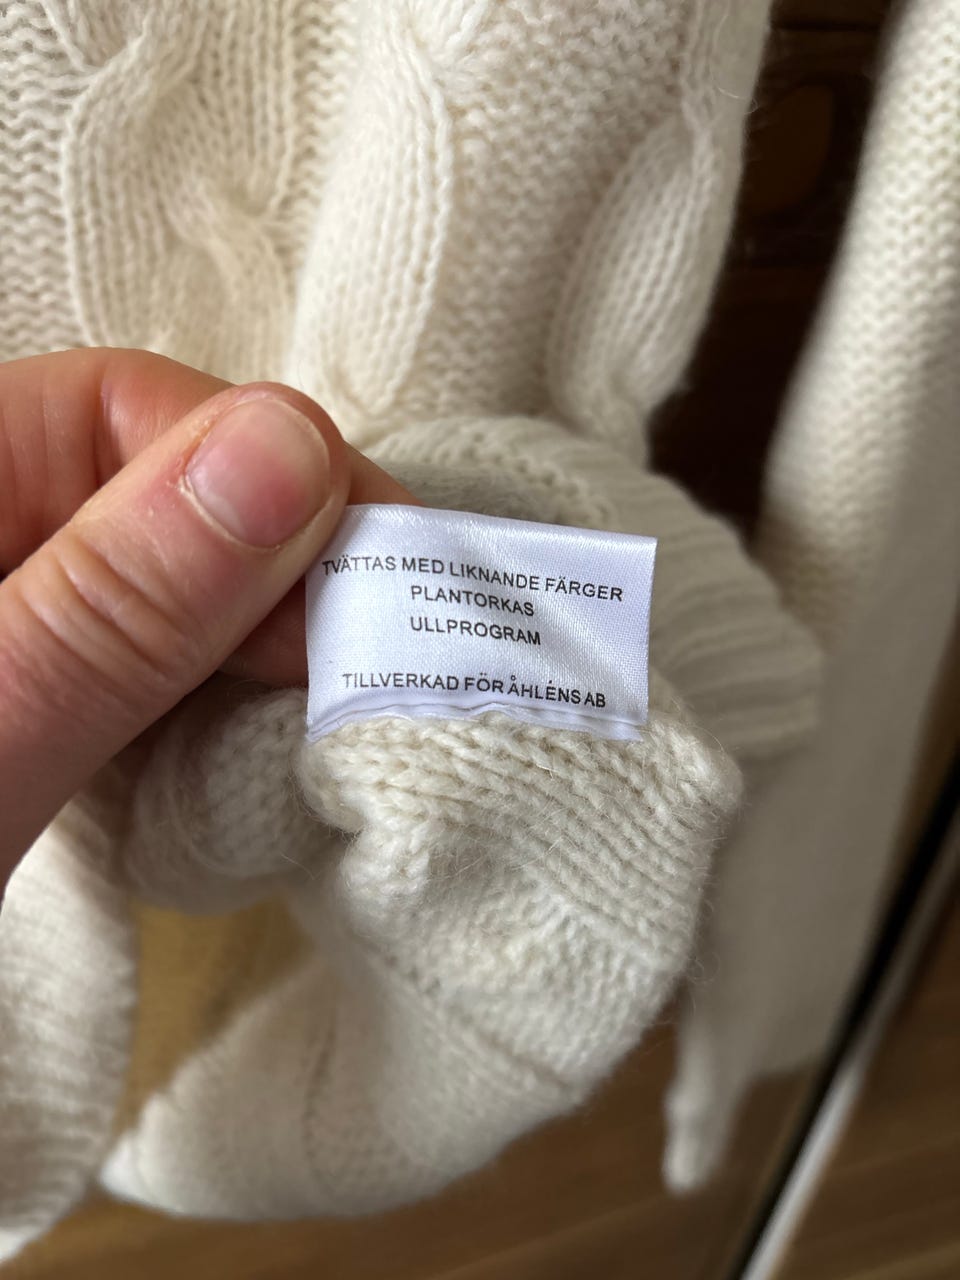 TVÄTTAS MED LIKNANDE FÄRGER
PLANTORKAS
ULLPROGRAM
TILLVERKAD FÖR ÅHLÉNS AB